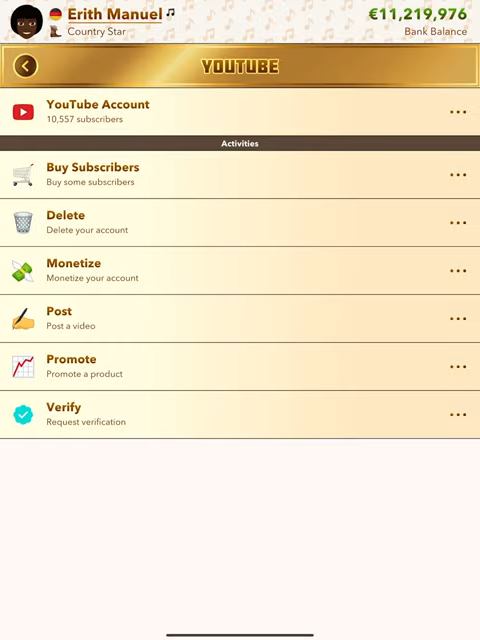 Erith Manuel
€11,219,976
Country Star
Bank Balance
YOUTUBE
YouTube Account
10,557 subscribers
Activities
Buy Subscribers
Buy some subscribers
Delete
Delete your account
Monetize
Monetize your account
Post
Post a video
Promote
Promote a product
Verify
Request verification